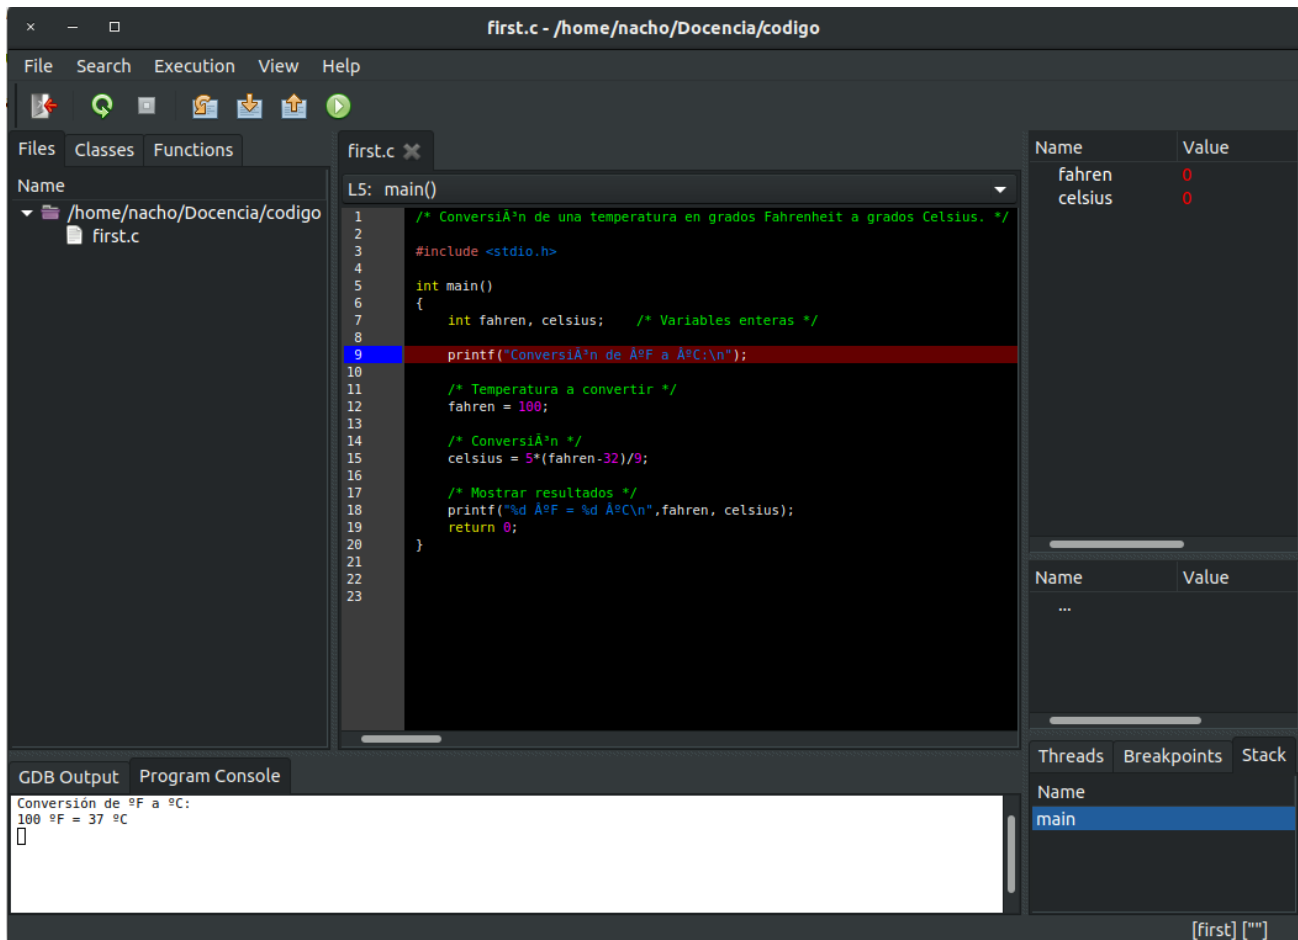 first.c - /home/nacho/Docencia/codigo
File Search Execution View Help
Files Classes Functions
Name
/home/nacho/Docencia/codigo
first.c
first.c
L5: main()
1 /* ConversiÃ³n de una temperatura en grados Fahrenheit a grados Celsius. */
2
3 #include <stdio.h>
4
5 int main()
6 {
7 int fahren, celsius; /* Variables enteras */
8
9 printf("ConversiÃ³n de ÂºF a ÂºC:\n");
10
11 /* Temperatura a convertir */
12 fahren = 100;
13
14 /* ConversiÃ³n */
15 celsius = 5*(fahren-32)/9;
16
17 /* Mostrar resultados */
18 printf("%d ÂºF = %d ÂºC\n",fahren, celsius);
19 return 0;
20 }
21
22
23
Name Value
fahren 0
celsius 0
Name Value
...
GDB Output Program Console
Conversión de ºF a ºC:
100 ºF = 37 ºC
Threads Breakpoints Stack
Name
main
[first] [""]